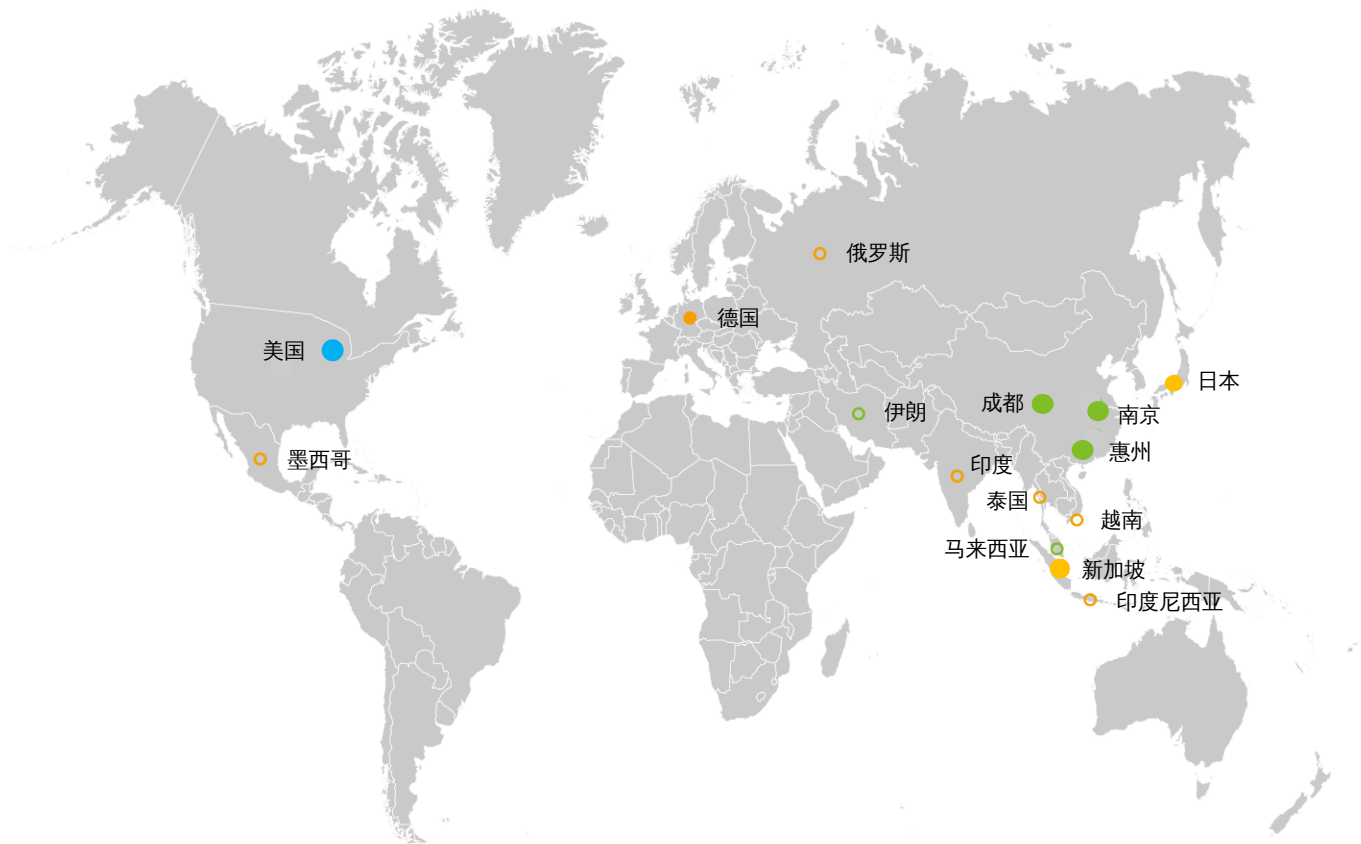 俄罗斯
德国
美国
日本
成都
伊朗
南京
惠州
墨西哥
印度
泰国
越南
马来西亚
新加坡
印度尼西亚